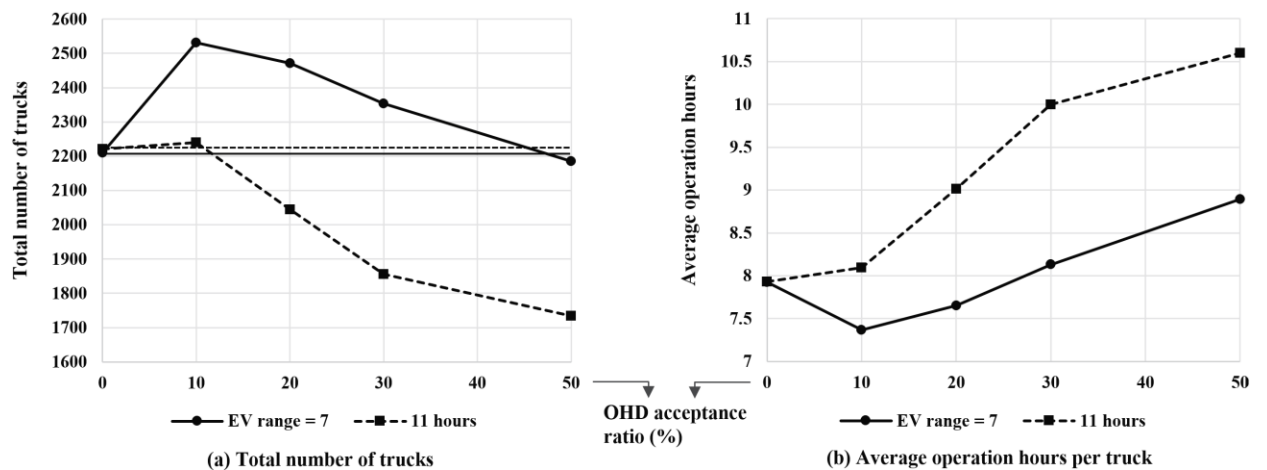 2600
2500
2400
2300
2200
2100
2000
1900
1800
1700
1600
Total number of trucks
0 10 20 30 40 50
EV range = 7 11 hours
(a) Total number of trucks
OHD acceptance
ratio (%)
11
10.5
10
9.5
9
8.5
8
7.5
7
Average operation hours
0 10 20 30 40 50
EV range = 7 11 hours
(b) Average operation hours per truck